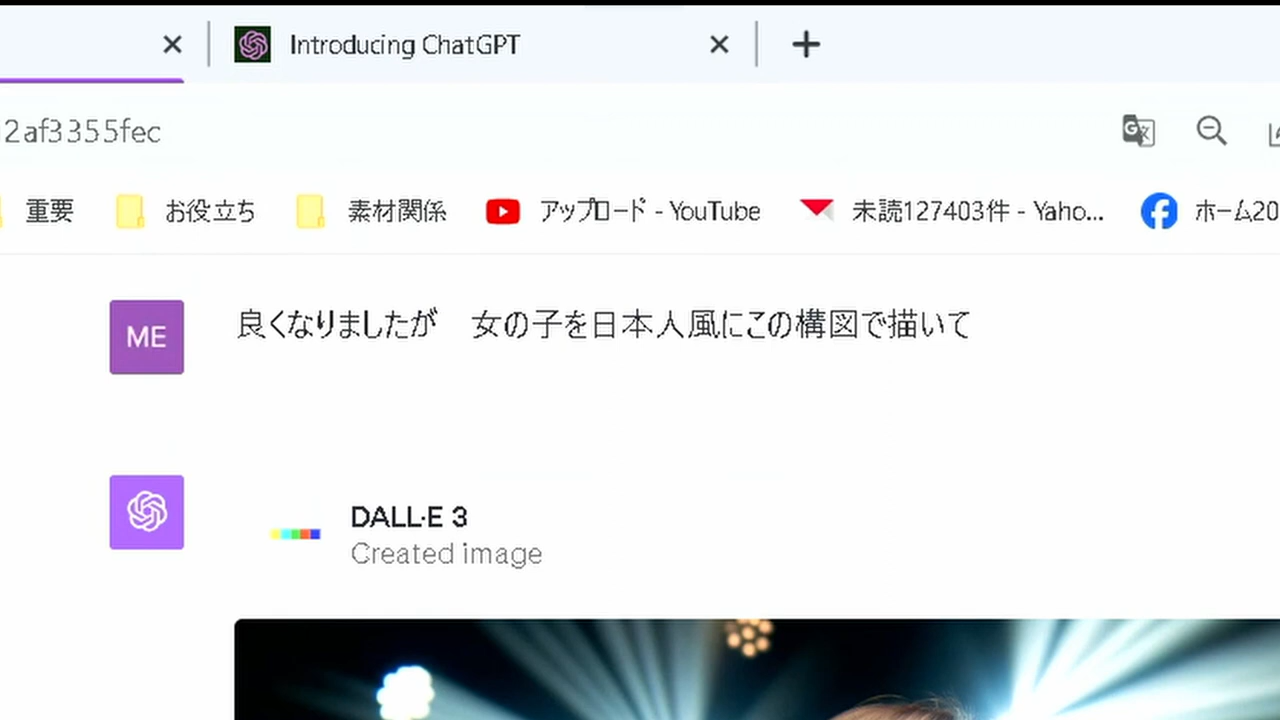 Introducing ChatGPT
2af3355fec
重要 お役立ち 素材関係 アップロード - YouTube 未読127403件 - Yaho... ホーム20
ME 良くなりましたが 女の子を日本人風にこの構図で描いて
DALL·E 3
Created image